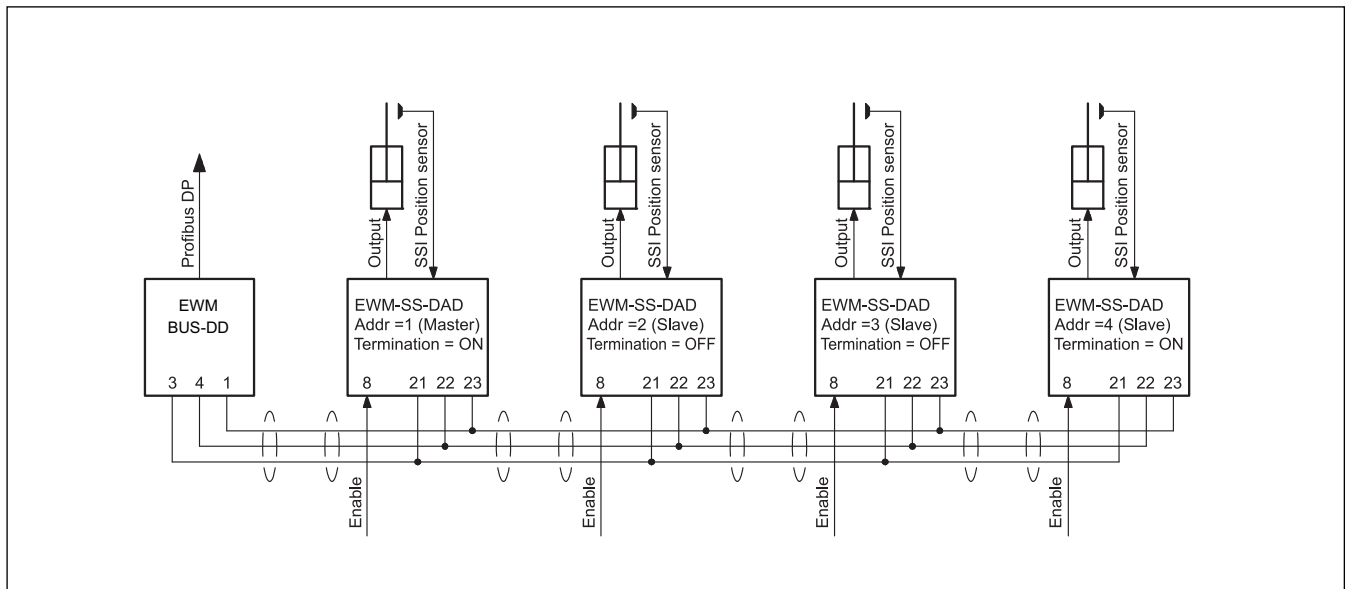 Profibus DP
EWM
BUS-DD
3 4 1
Output
SSI Position sensor
EWM-SS-DAD
Addr =1 (Master)
Termination = ON
8 21 22 23
Enable
Output
SSI Position sensor
EWM-SS-DAD
Addr =2 (Slave)
Termination = OFF
8 21 22 23
Enable
Output
SSI Position sensor
EWM-SS-DAD
Addr =3 (Slave)
Termination = OFF
8 21 22 23
Enable
Output
SSI Position sensor
EWM-SS-DAD
Addr =4 (Slave)
Termination = ON
8 21 22 23
Enable